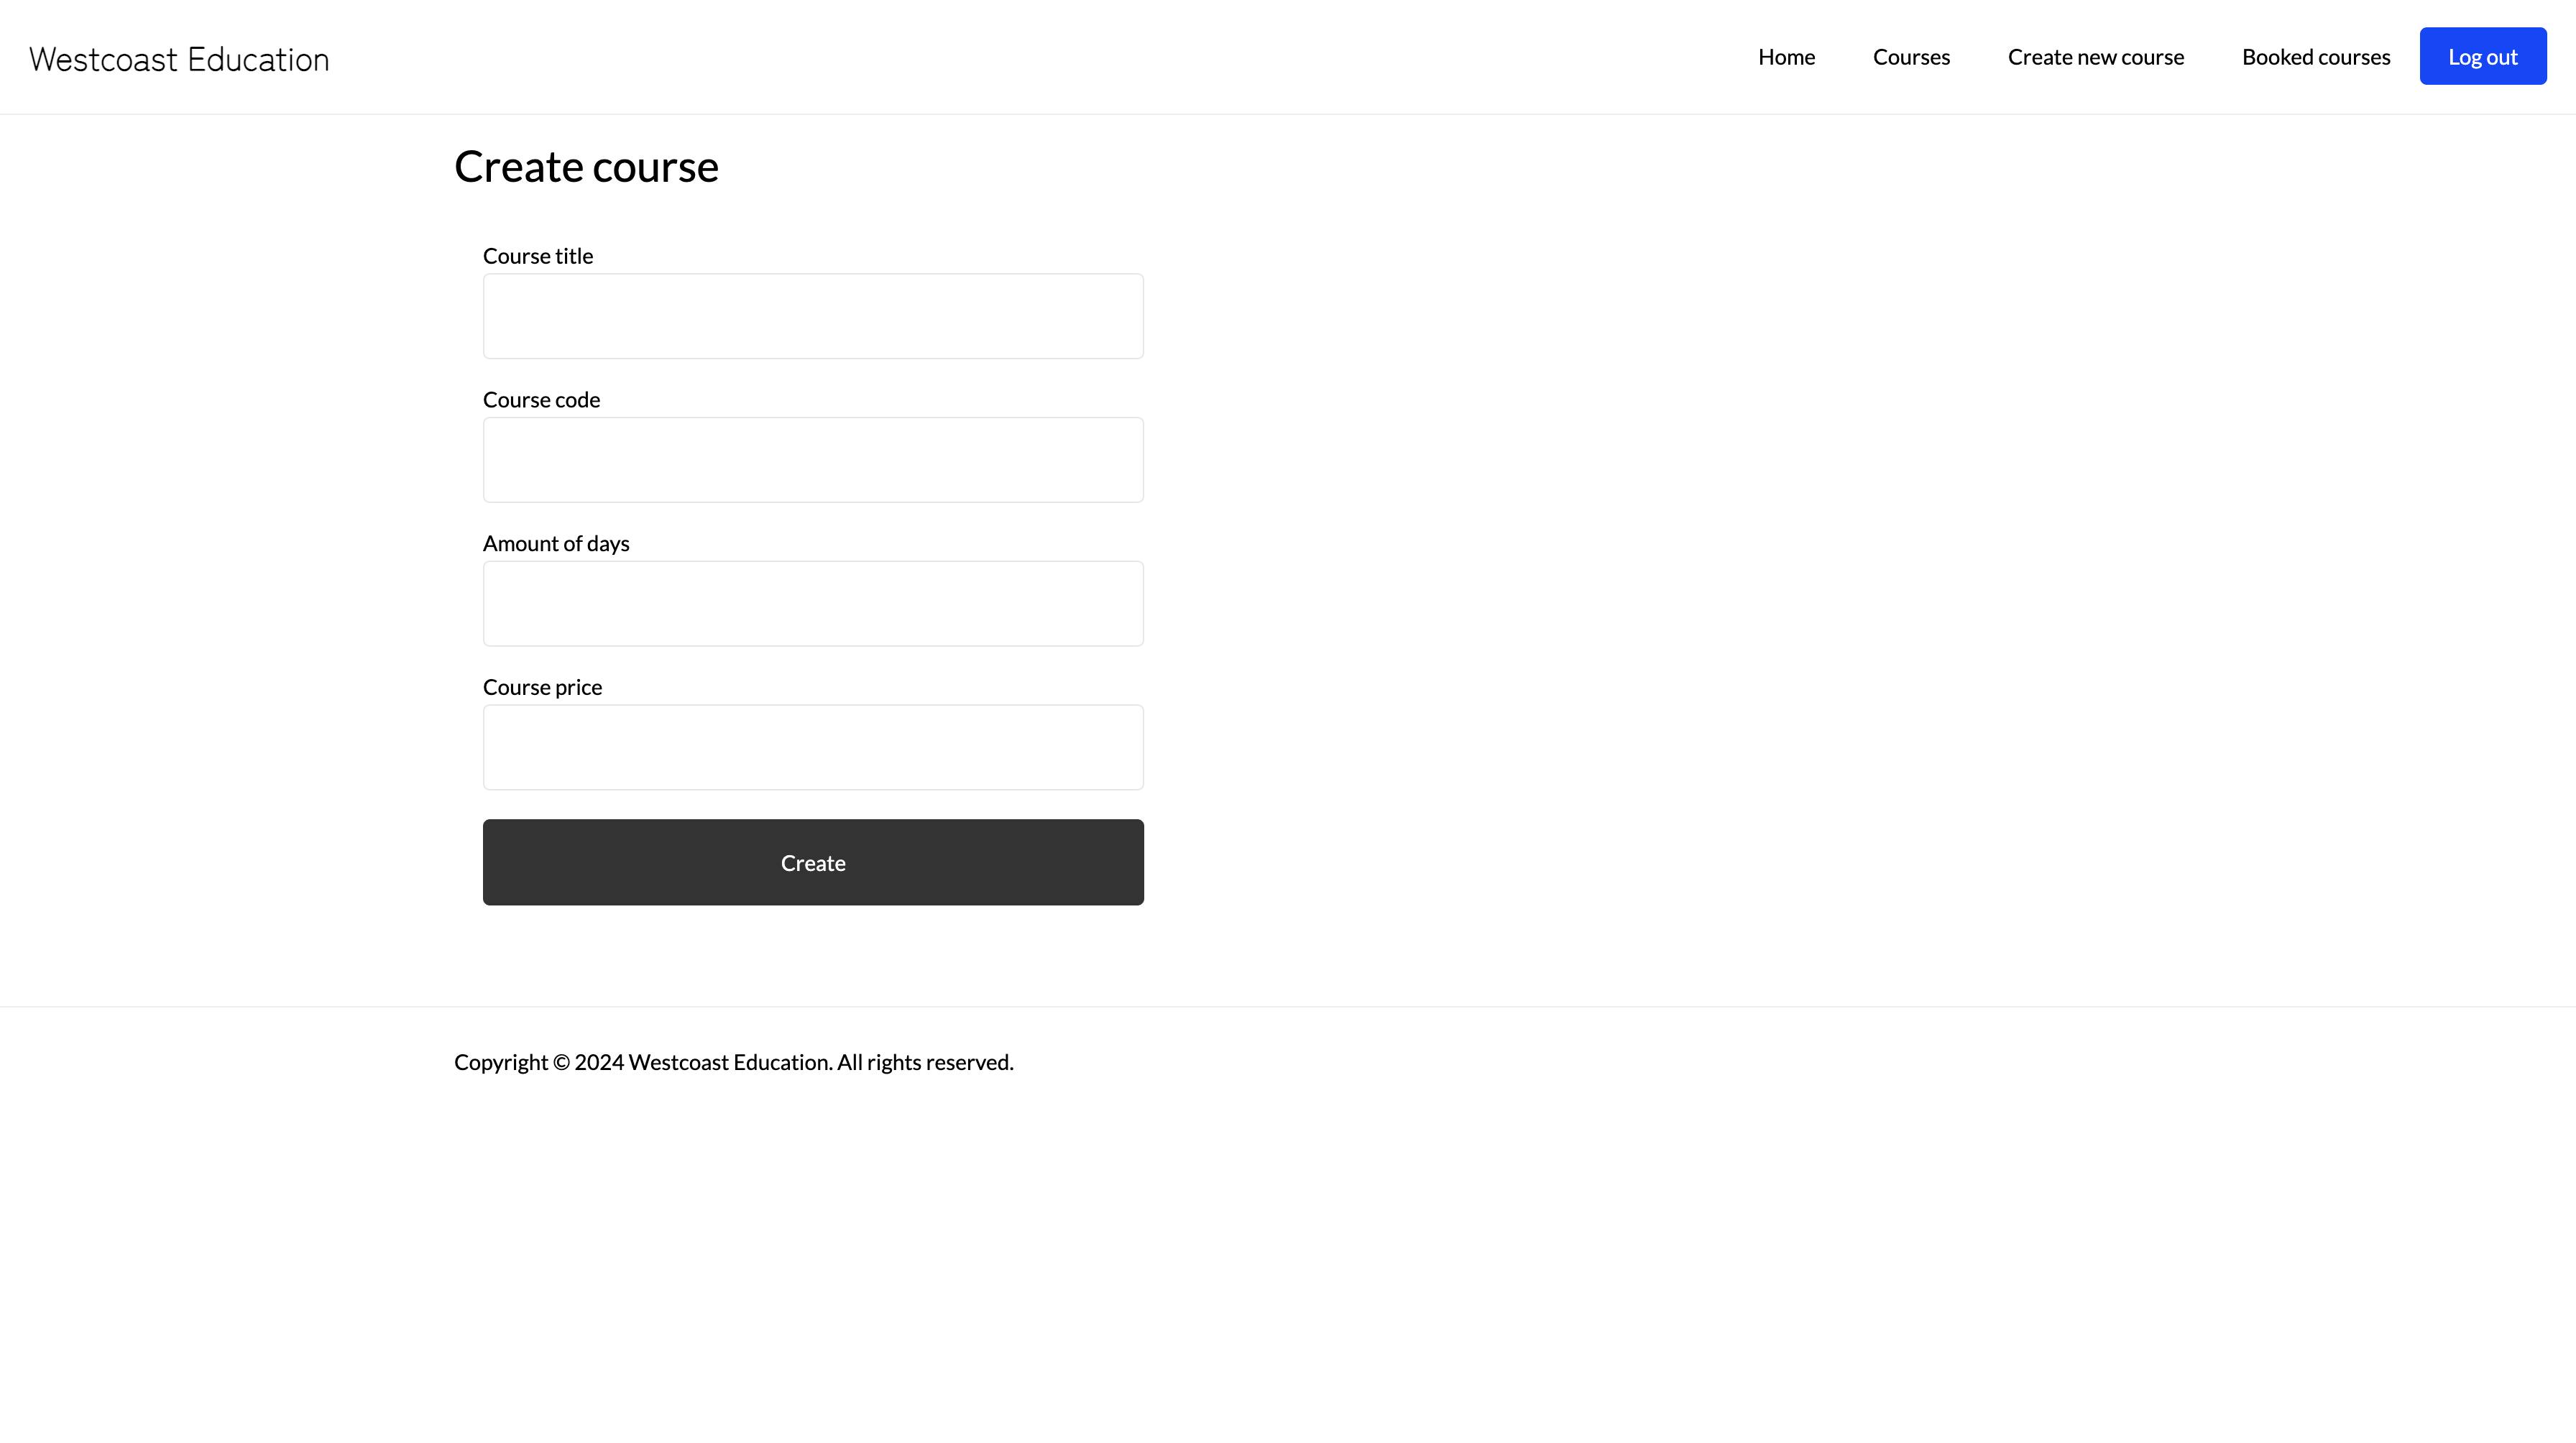 Westcoast Education
Home
Courses
Create new course
Booked courses
Log out
Create course
Course title
Course code
Amount of days
Course price
Create
Copyright © 2024 Westcoast Education. All rights reserved.